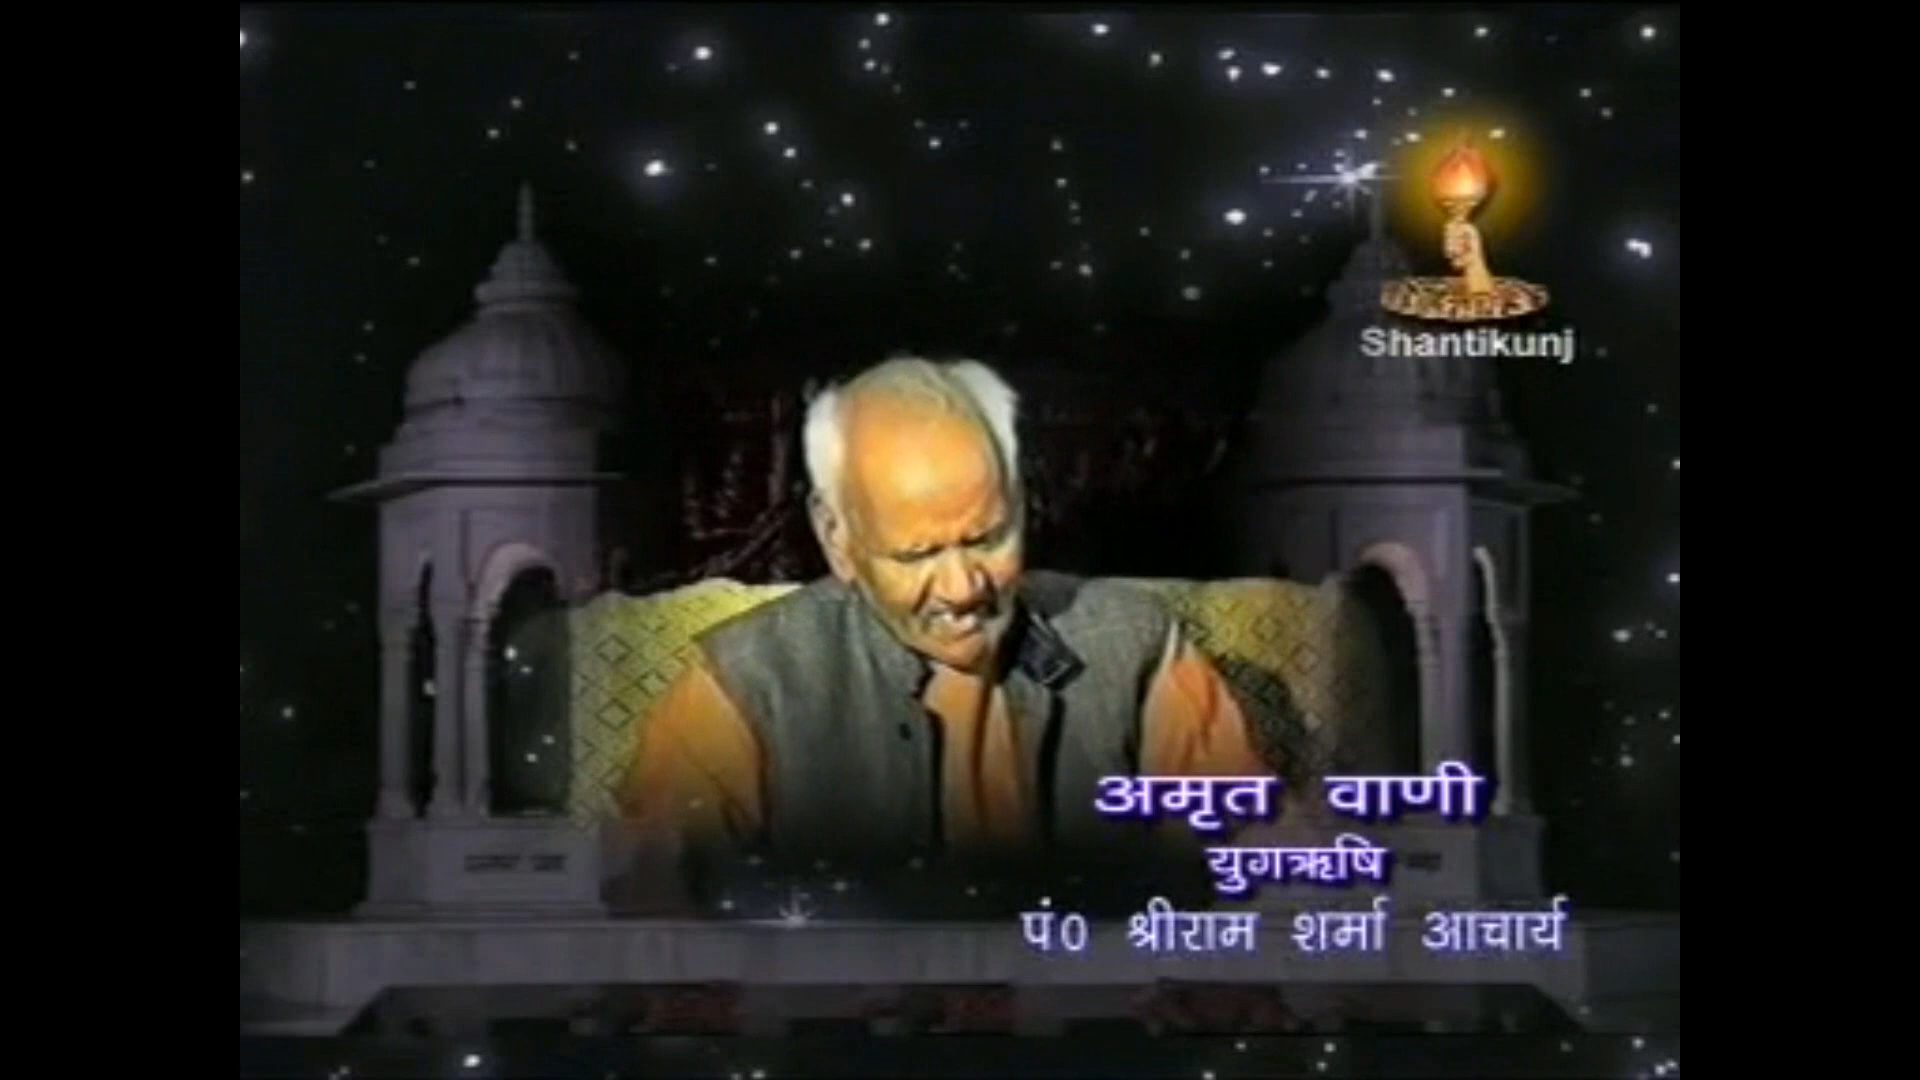 Shantikunj
अमृत वाणी
युगऋषि
पं0 श्रीराम शर्मा आचार्य